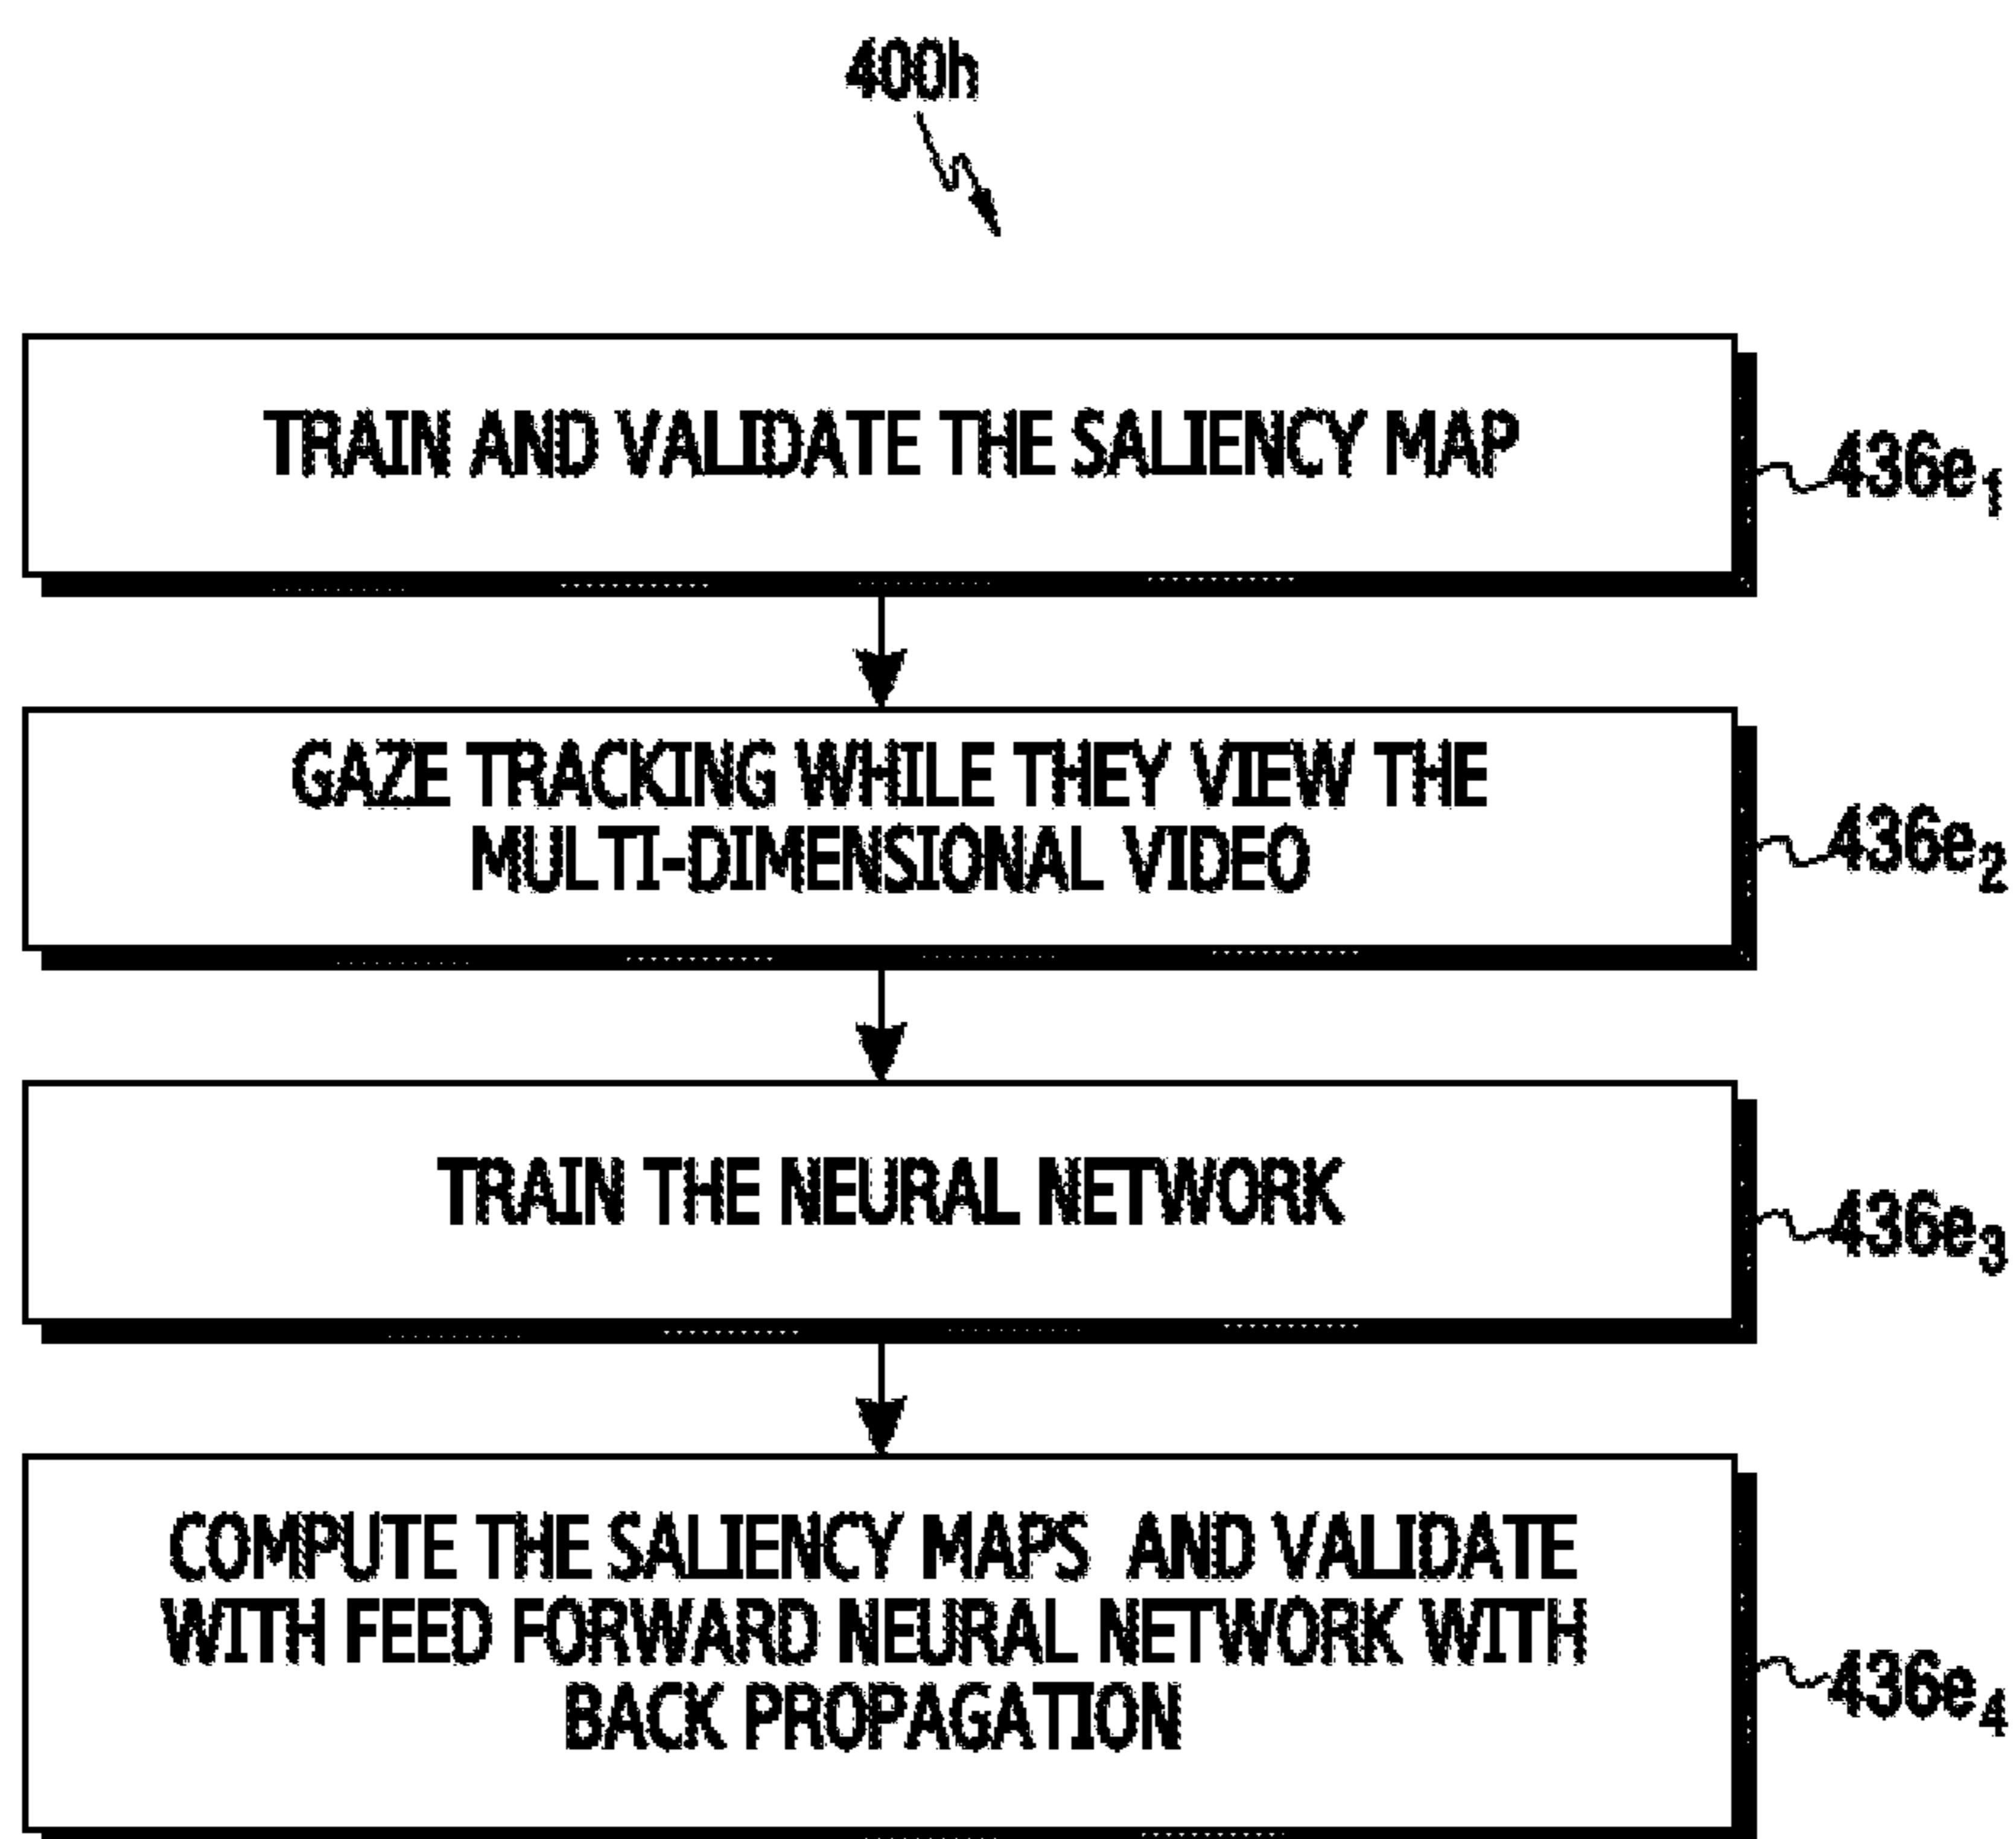 400h
TRAIN AND VALIDATE THE SALIENCY MAP
436e1
GAZE TRACKING WHILE THEY VIEW THE
MULTI-DIMENSIONAL VIDEO
436e2
TRAIN THE NEURAL NETWORK
436e3
COMPUTE THE SALIENCY MAPS AND VALIDATE
WITH FEED FORWARD NEURAL NETWORK WITH
BACK PROPAGATION
436e4